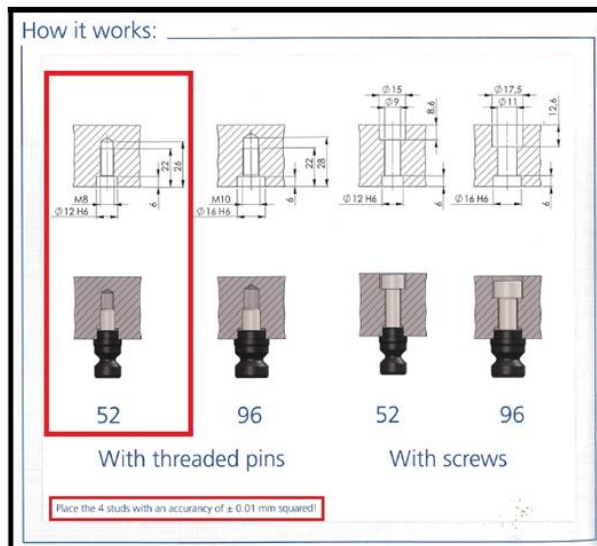 How it works:
Ø15
Ø9
8,6
Ø17,5
Ø11
12,6
22
26
M8
Ø12 H6
6
22
28
M10
Ø16 H6
6
Ø12 H6
6
Ø16 H6
6
52
96
52
96
With threaded pins
With screws
Place the 4 studs with an accurancy of ± 0.01 mm squared!